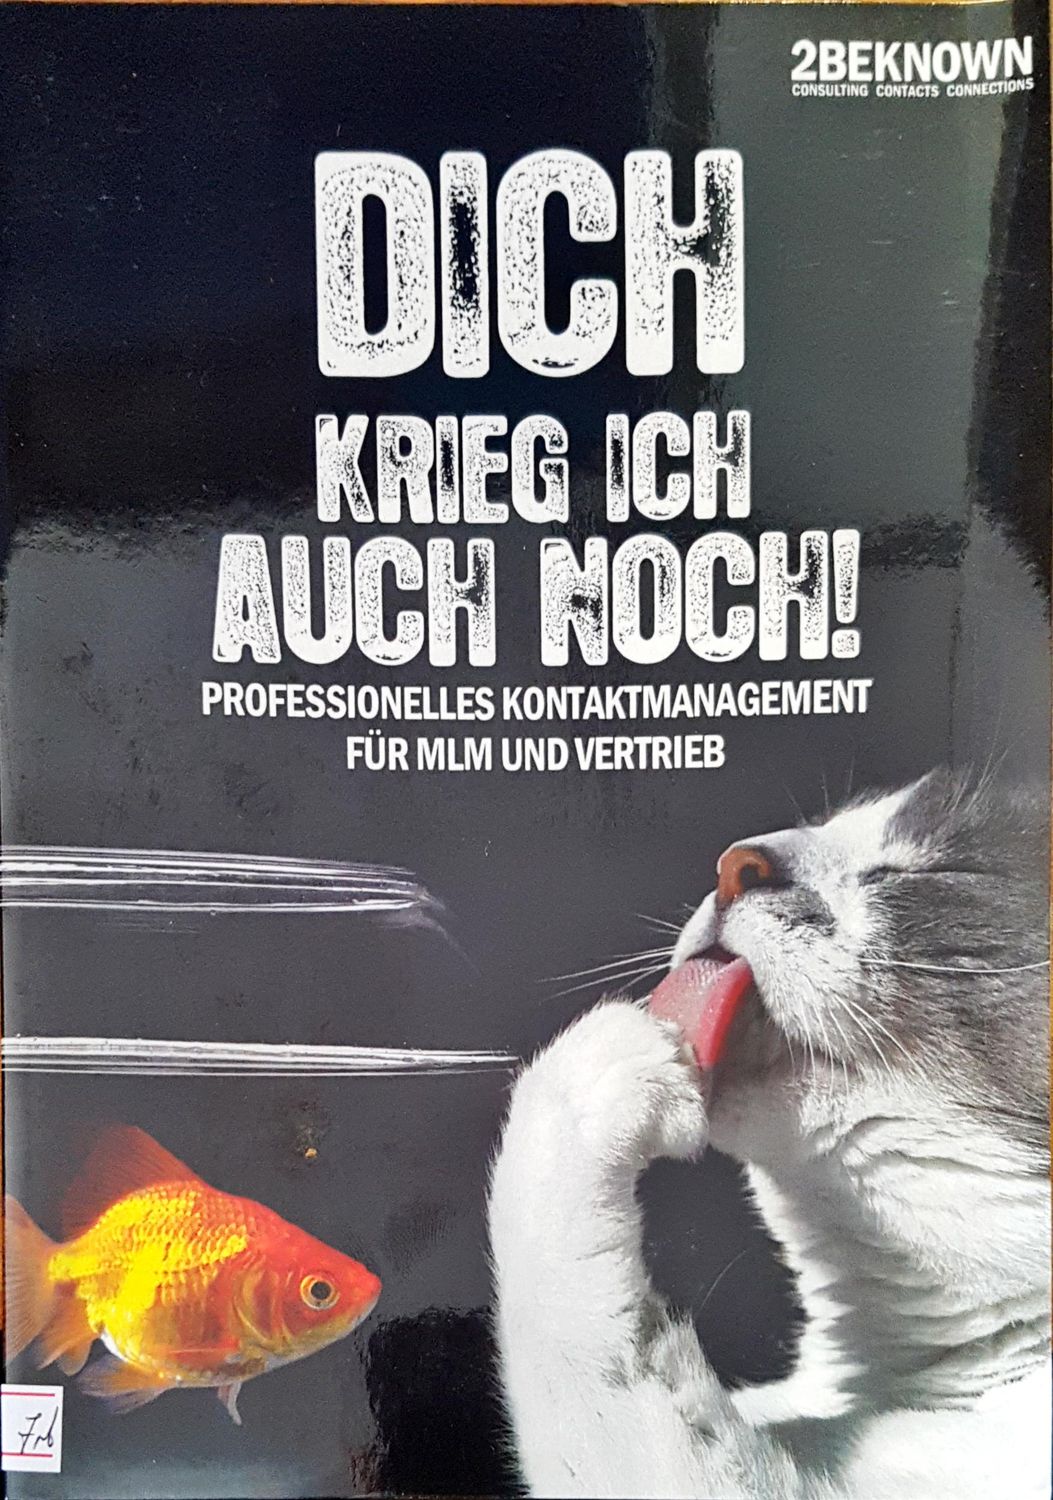 2BEKNOWN
CONSULTING CONTACTS CONNECTIONS
DICH
KRIEG ICH
AUCH NOCH!
PROFESSIONELLES KONTAKTMANAGEMENT
FÜR MLM UND VERTRIEB